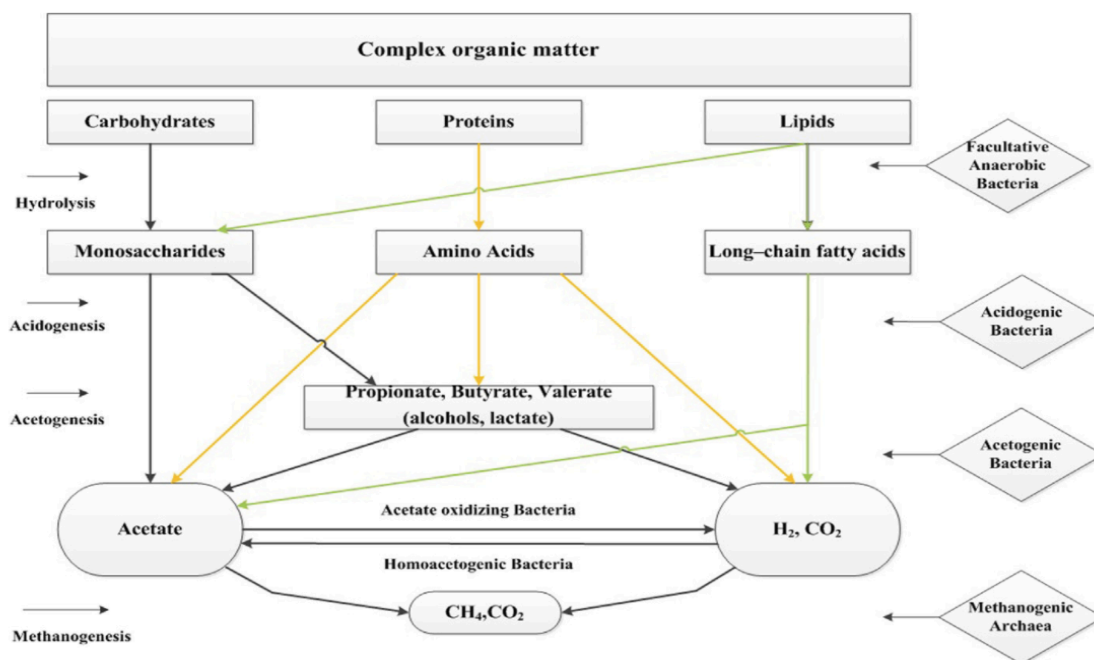 Complex organic matter
Carbohydrates
Proteins
Lipids
Facultative
Anaerobic
Bacteria
Hydrolysis
Monosaccharides
Amino Acids
Long–chain fatty acids
Acidogenesis
Acidogenic
Bacteria
Propionate, Butyrate, Valerate
(alcohols, lactate)
Acetogenesis
Acetogenic
Bacteria
Acetate
Acetate oxidizing Bacteria
H₂, CO₂
Homoacetogenic Bacteria
CH₄,CO₂
Methanogenesis
Methanogenic
Archaea